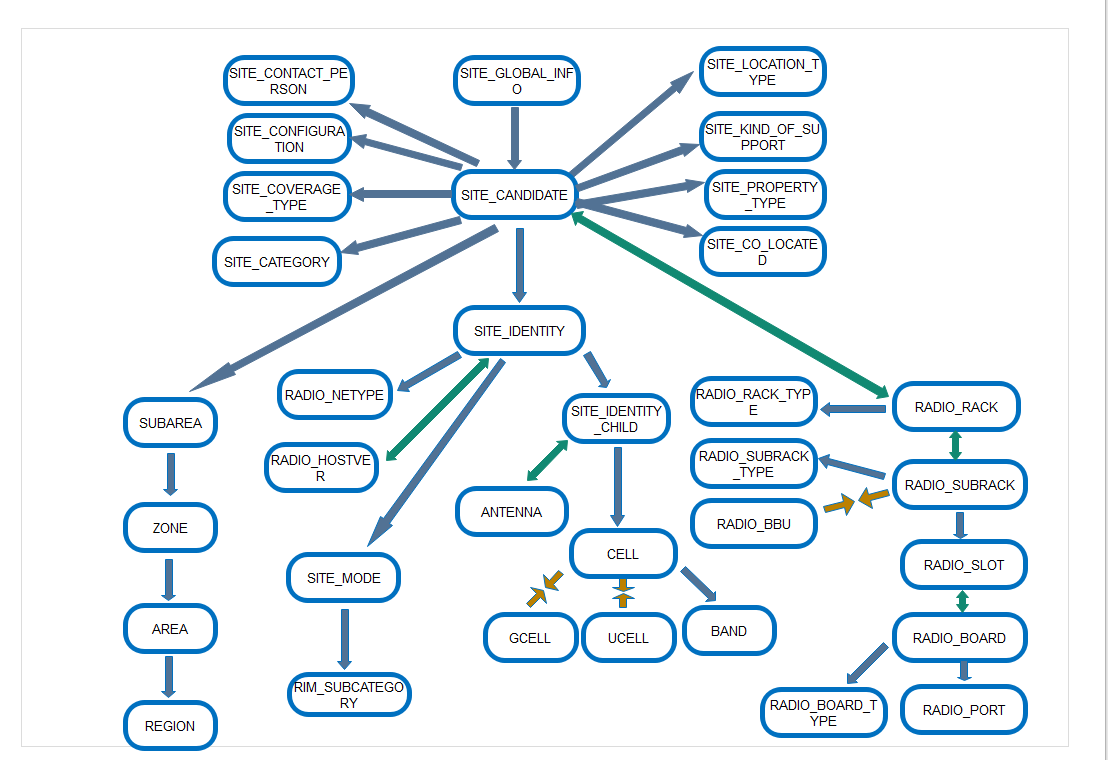 SITE_CONTACT_PE
RSON
SITE_GLOBAL_INF
O
SITE_LOCATION_T
YPE
SITE_CONFIGURA
TION
SITE_KIND_OF_SU
PPORT
SITE_COVERAGE
_TYPE
SITE_CANDIDATE
SITE_PROPERTY
_TYPE
SITE_CATEGORY
SITE_CO_LOCATE
D
SITE_IDENTITY
RADIO_NETYPE
SITE_IDENTITY
_CHILD
RADIO_RACK_TYP
E
RADIO_RACK
SUBAREA
RADIO_HOSTVE
R
RADIO_SUBRACK
_TYPE
RADIO_SUBRACK
ANTENNA
RADIO_BBU
ZONE
CELL
RADIO_SLOT
SITE_MODE
AREA
GCELL
UCELL
BAND
RADIO_BOARD
RIM_SUBCATEGO
RY
REGION
RADIO_BOARD_T
YPE
RADIO_PORT